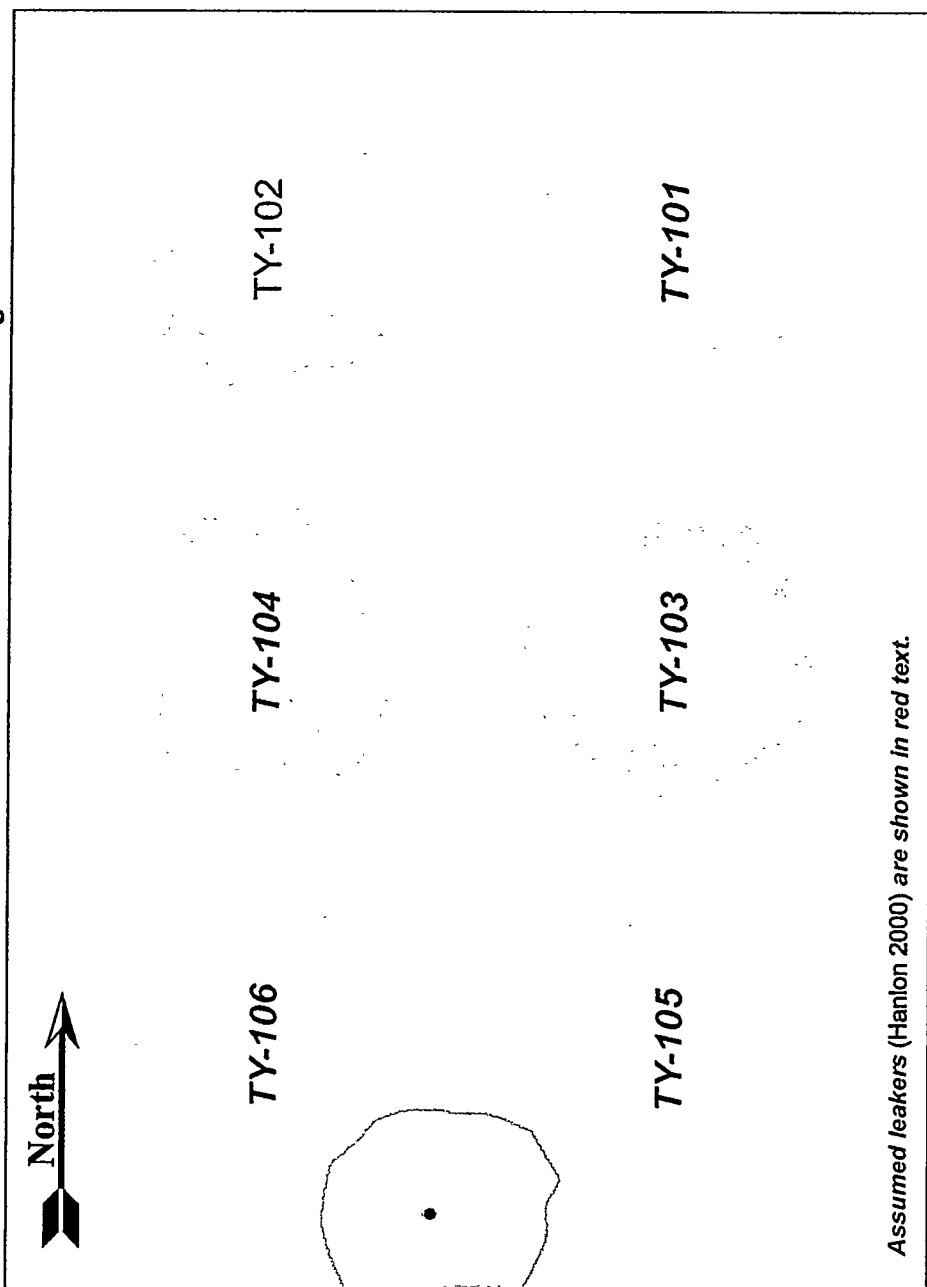 North
TY-106
TY-104
TY-102
TY-105
TY-103
TY-101
Assumed leakers (Hanlon 2000) are shown in red text.